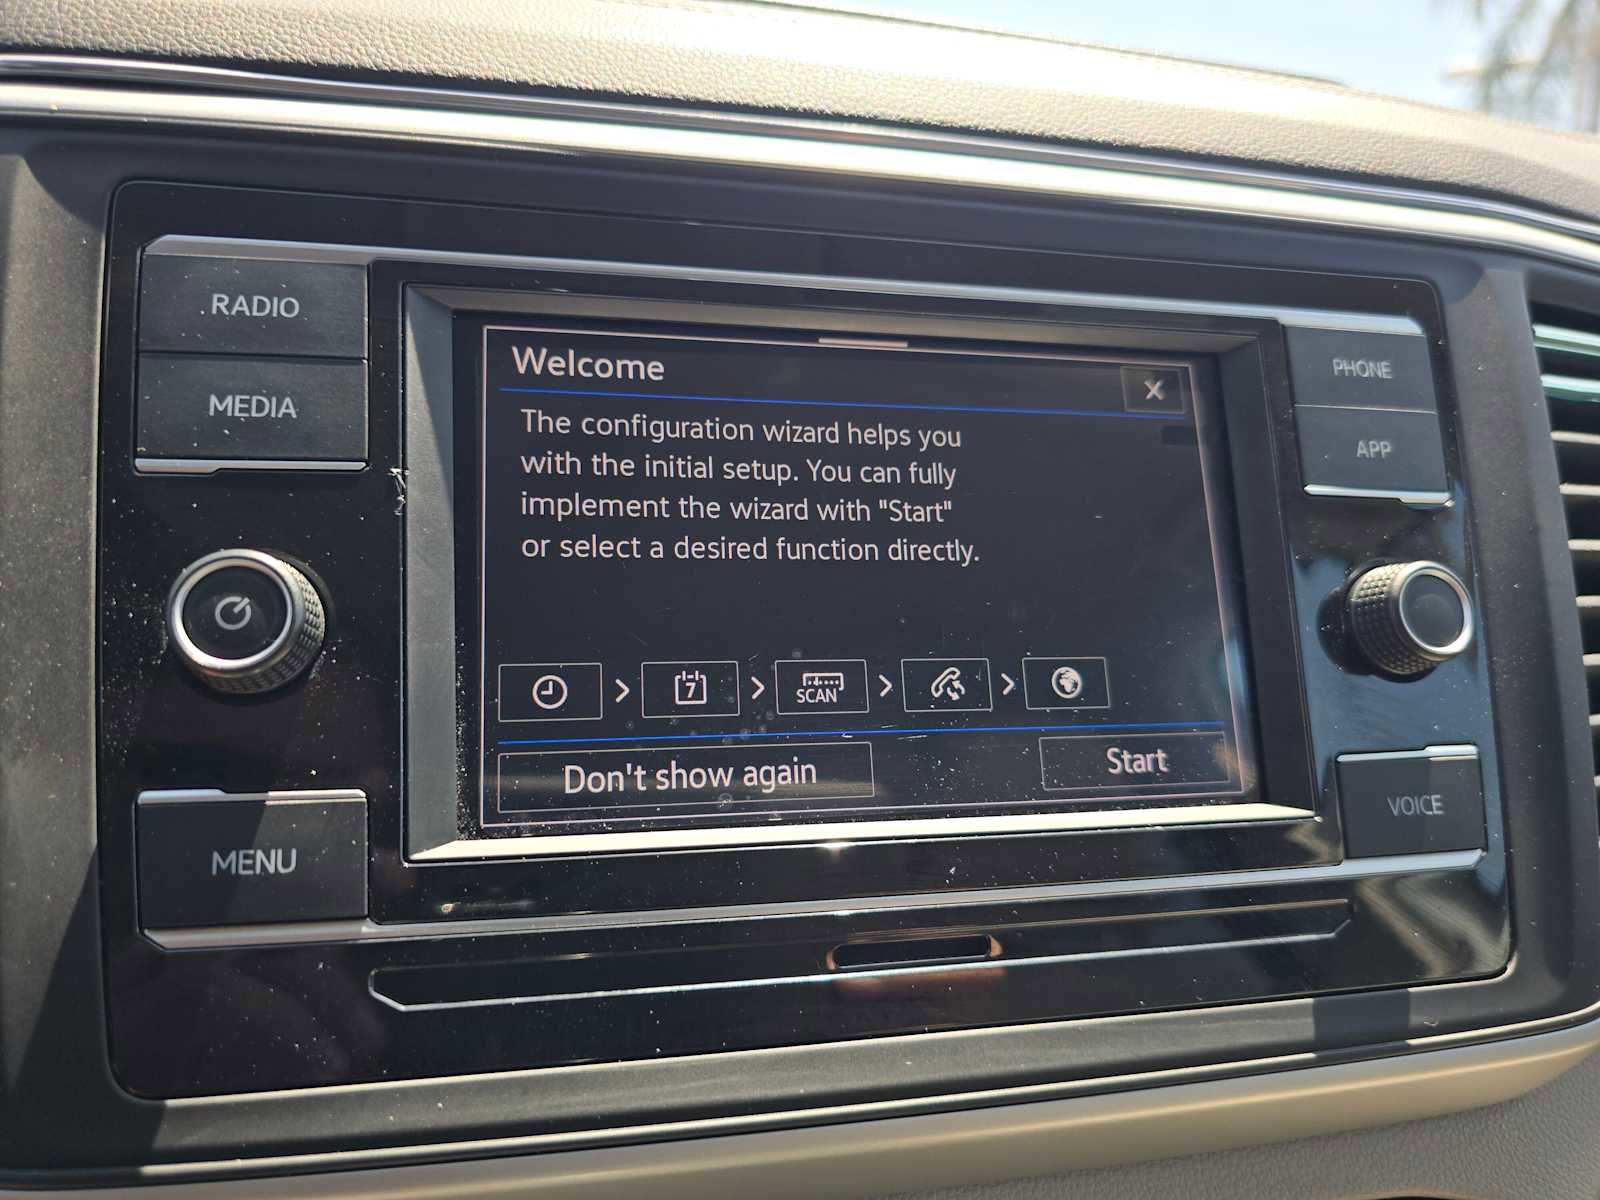 RADIO
MEDIA
MENU
Welcome
X
The configuration wizard helps you
with the initial setup. You can fully
implement the wizard with "Start"
or select a desired function directly.
7
SCAN
Don't show again
Start
PHONE
APP
VOICE